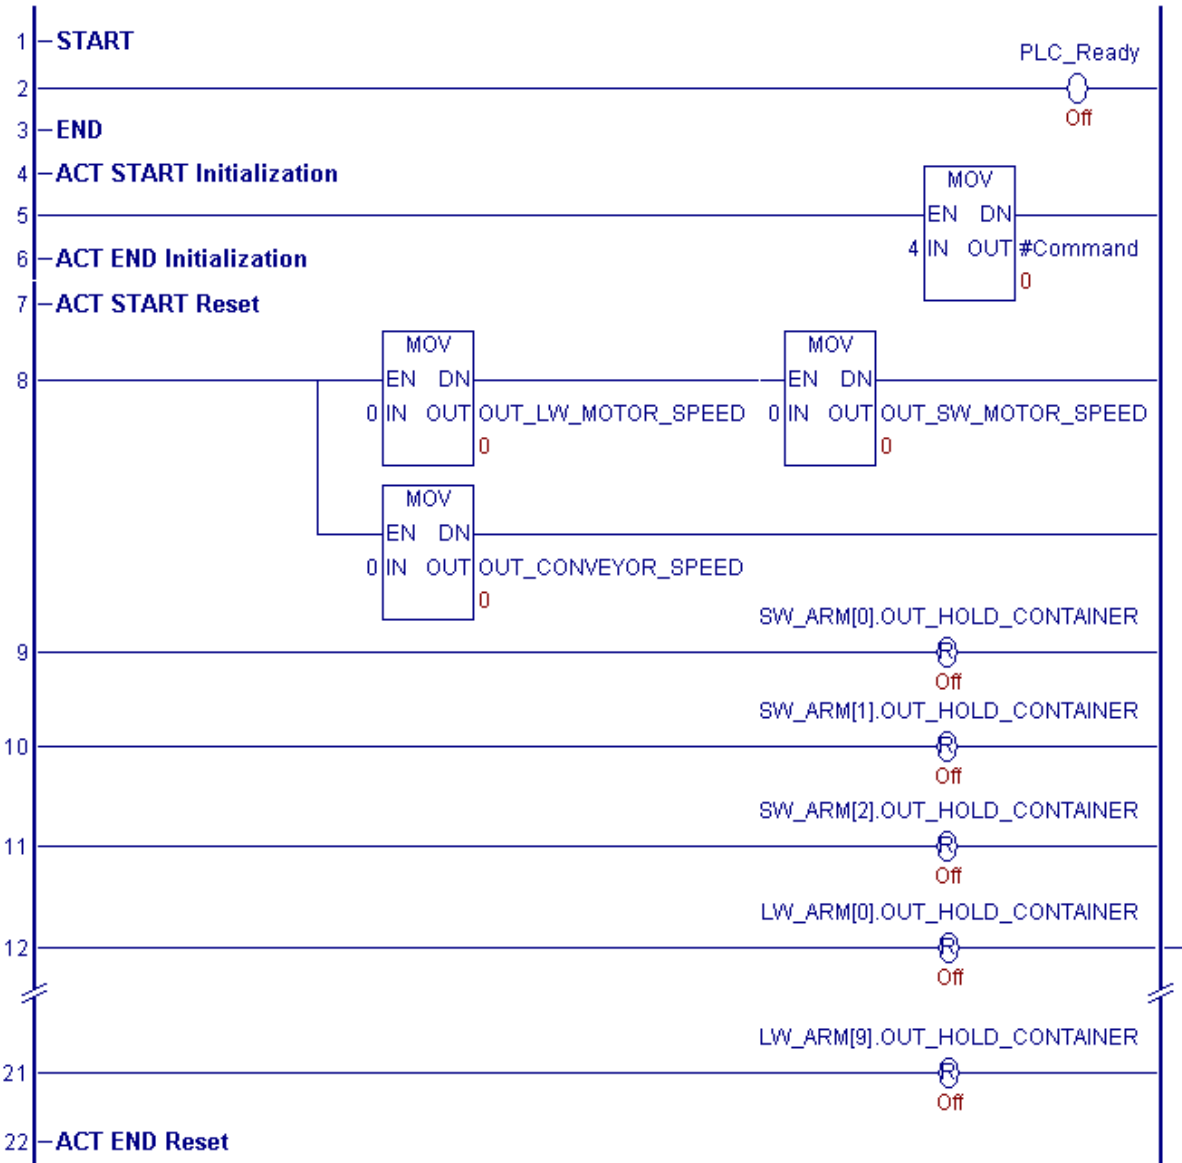 1 START
PLC_Ready
2
Off
3 END
4 ACT START Initialization
MOV
5 EN DN
4 IN OUT #Command
6 ACT END Initialization
0
7 ACT START Reset
MOV MOV
8 EN DN EN DN
0 IN OUT OUT_LW_MOTOR_SPEED 0 IN OUT OUT_SW_MOTOR_SPEED
0 0
MOV
EN DN
0 IN OUT OUT_CONVEYOR_SPEED
0
SW_ARM[0].OUT_HOLD_CONTAINER
9 R
Off
SW_ARM[1].OUT_HOLD_CONTAINER
10 R
Off
SW_ARM[2].OUT_HOLD_CONTAINER
11 R
Off
LW_ARM[0].OUT_HOLD_CONTAINER
12 R
Off
LW_ARM[9].OUT_HOLD_CONTAINER
21 R
Off
22 ACT END Reset